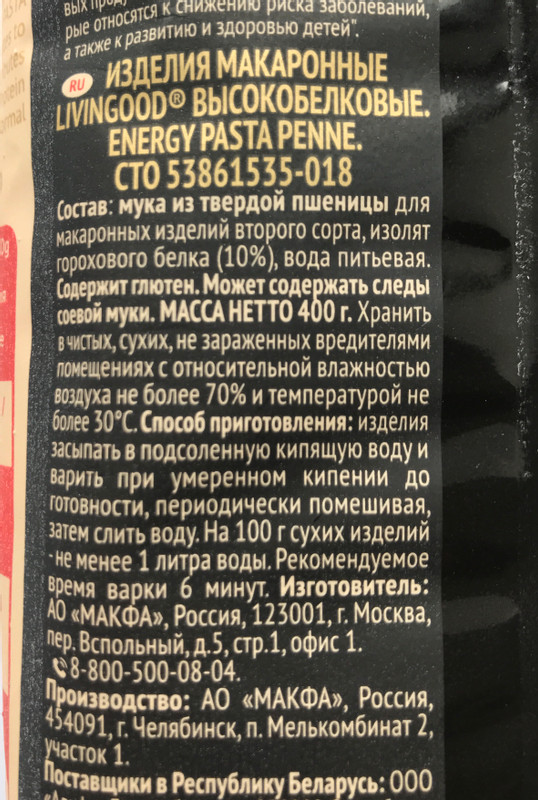 рые относятся к снижению риска заболеваний,
а также к развитию и здоровью детей".
RU
ИЗДЕЛИЯ МАКАРОННЫЕ
LIVINGOOD® ВЫСОКОБЕЛКОВЫЕ.
ENERGY PASTA PENNE.
СТО 53861535-018
Состав: мука из твердой пшеницы для
макаронных изделий второго сорта, изолят
горохового белка (10%), вода питьевая.
Содержит глютен. Может содержать следы
соевой муки. МАССА НЕТТО 400 г. Хранить
в чистых, сухих, не зараженных вредителями
помещениях с относительной влажностью
воздуха не более 70% и температурой не
более 30°С. Способ приготовления: изделия
засыпать в подсоленную кипящую воду и
варить при умеренном кипении до
готовности, периодически помешивая,
затем слить воду. На 100 г сухих изделий
- не менее 1 литра воды. Рекомендуемое
время варки 6 минут. Изготовитель:
АО «МАКФА», Россия, 123001, г. Москва,
пер. Вспольный, д.5, стр.1, офис 1.
8-800-500-08-04.
Производство: АО «МАКФА», Россия,
454091, г. Челябинск, п. Мелькомбинат 2,
участок 1.
Поставщики в Республику Беларусь: ООО